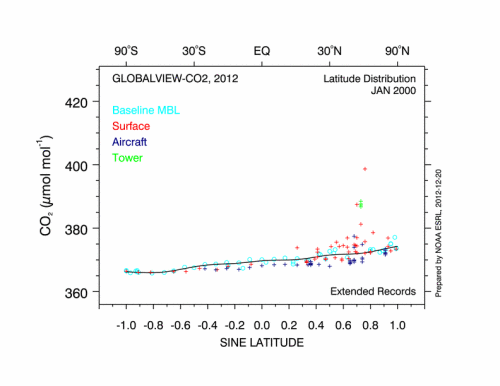 90°S 30°S EQ 30°N 90°N
GLOBALVIEW-CO2, 2012
Latitude Distribution
JAN 2000
Baseline MBL
Surface
Aircraft
Tower
420
400
380
360
CO2 (μmol mol-1)
Extended Records
Prepared by NOAA ESRL 2012-12-20
-1.0 -0.8 -0.6 -0.4 -0.2 0.0 0.2 0.4 0.6 0.8 1.0
SINE LATITUDE